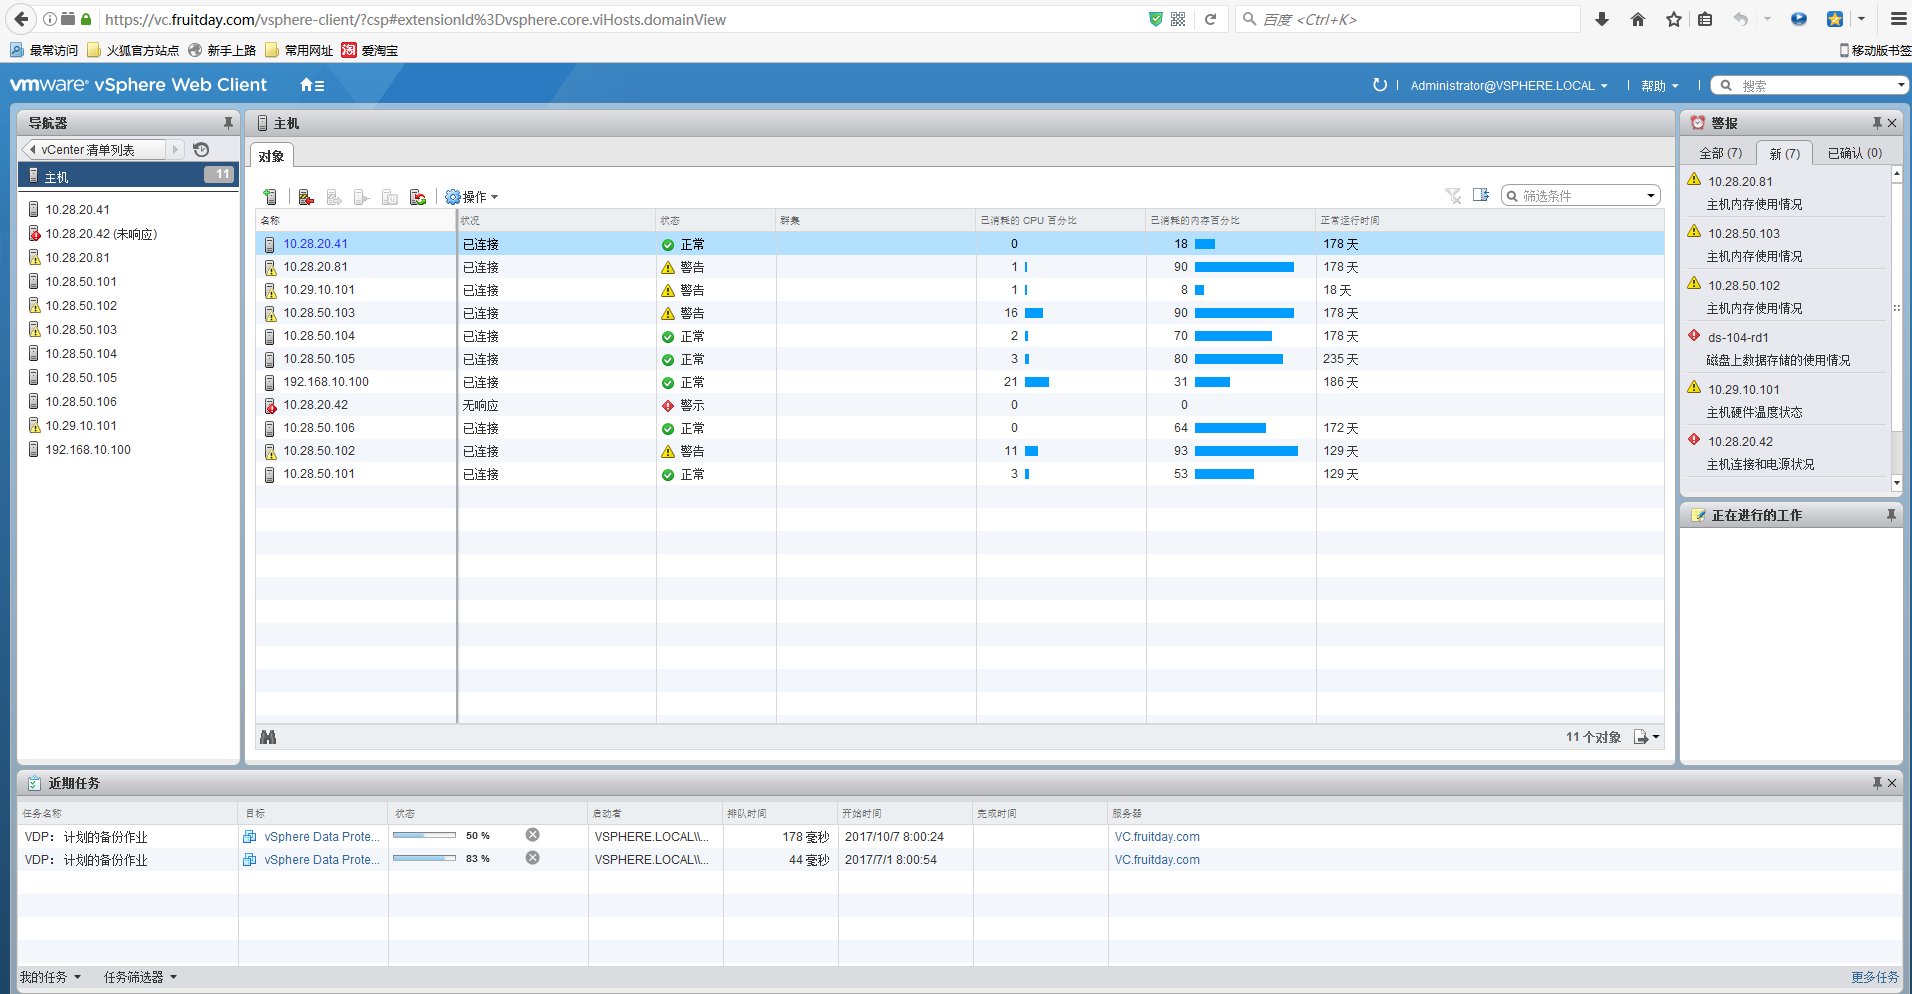 https://vc.fruitday.com/vsphere-client/?csp#extensionId%3Dvsphere.core.viHosts.domainView
百度 <Ctrl+K>
最常访问 火狐官方站点 新手上路 常用网址 淘 爱淘宝 移动版书签
vmware® vSphere Web Client
Administrator@VSPHERE.LOCAL 帮助 搜索
导航器
vCenter 清单列表
主机 11
10.28.20.41
10.28.20.42 (未响应)
10.28.20.81
10.28.50.101
10.28.50.102
10.28.50.103
10.28.50.104
10.28.50.105
10.28.50.106
10.29.10.101
192.168.10.100
主机
对象
操作 筛选条件
名称 状况 状态 群集 已消耗的 CPU 百分比 已消耗的内存百分比 正常运行时间
10.28.20.41 已连接 正常 0 18 178 天
10.28.20.81 已连接 警告 1 90 178 天
10.29.10.101 已连接 警告 1 8 18 天
10.28.50.103 已连接 警告 16 90 178 天
10.28.50.104 已连接 正常 2 70 178 天
10.28.50.105 已连接 正常 3 80 235 天
192.168.10.100 已连接 正常 21 31 186 天
10.28.20.42 无响应 警示 0 0
10.28.50.106 已连接 正常 0 64 172 天
10.28.50.102 已连接 警告 11 93 129 天
10.28.50.101 已连接 正常 3 53 129 天
11 个对象
警报
全部 (7) 新 (7) 已确认 (0)
10.28.20.81
主机内存使用情况
10.28.50.103
主机内存使用情况
10.28.50.102
主机内存使用情况
ds-104-rd1
磁盘上数据存储的使用情况
10.29.10.101
主机硬件温度状态
10.28.20.42
主机连接和电源状况
正在进行的工作
近期任务
任务名称 目标 状态 启动者 排队时间 开始时间 完成时间 服务器
VDP: 计划的备份作业 vSphere Data Prote... 50 % VSPHERE.LOCAL\\... 178 毫秒 2017/10/7 8:00:24 VC.fruitday.com
VDP: 计划的备份作业 vSphere Data Prote... 83 % VSPHERE.LOCAL\\... 44 毫秒 2017/7/1 8:00:54 VC.fruitday.com
我的任务 任务筛选器 更多任务